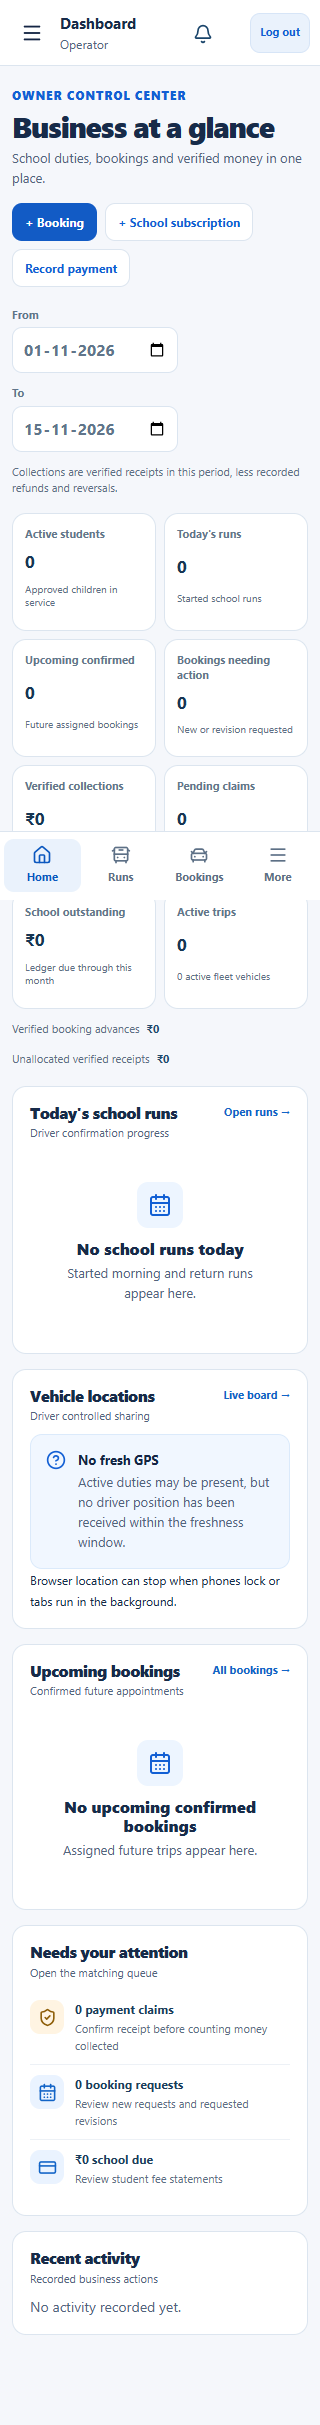 Dashboard
Operator
Log out
OWNER CONTROL CENTER
Business at a glance
School duties, bookings and verified money in one
place.
+ Booking
+ School subscription
Record payment
From
01-11-2026
To
15-11-2026
Collections are verified receipts in this period, less recorded
refunds and reversals.
Active students
0
Approved children in
service
Today's runs
0
Started school runs
Upcoming confirmed
0
Future assigned bookings
Bookings needing
action
0
New or revision requested
Verified collections
₹0
Pending claims
0
Home
Runs
Bookings
More
School outstanding
₹0
Ledger due through this
month
Active trips
0
0 active fleet vehicles
Verified booking advances ₹0
Unallocated verified receipts ₹0
Today's school runs
Open runs →
Driver confirmation progress
No school runs today
Started morning and return runs
appear here.
Vehicle locations
Live board →
Driver controlled sharing
No fresh GPS
Active duties may be present, but
no driver position has been
received within the freshness
window.
Browser location can stop when phones lock or
tabs run in the background.
Upcoming bookings
All bookings →
Confirmed future appointments
No upcoming confirmed
bookings
Assigned future trips appear here.
Needs your attention
Open the matching queue
0 payment claims
Confirm receipt before counting money
collected
0 booking requests
Review new requests and requested
revisions
₹0 school due
Review student fee statements
Recent activity
Recorded business actions
No activity recorded yet.